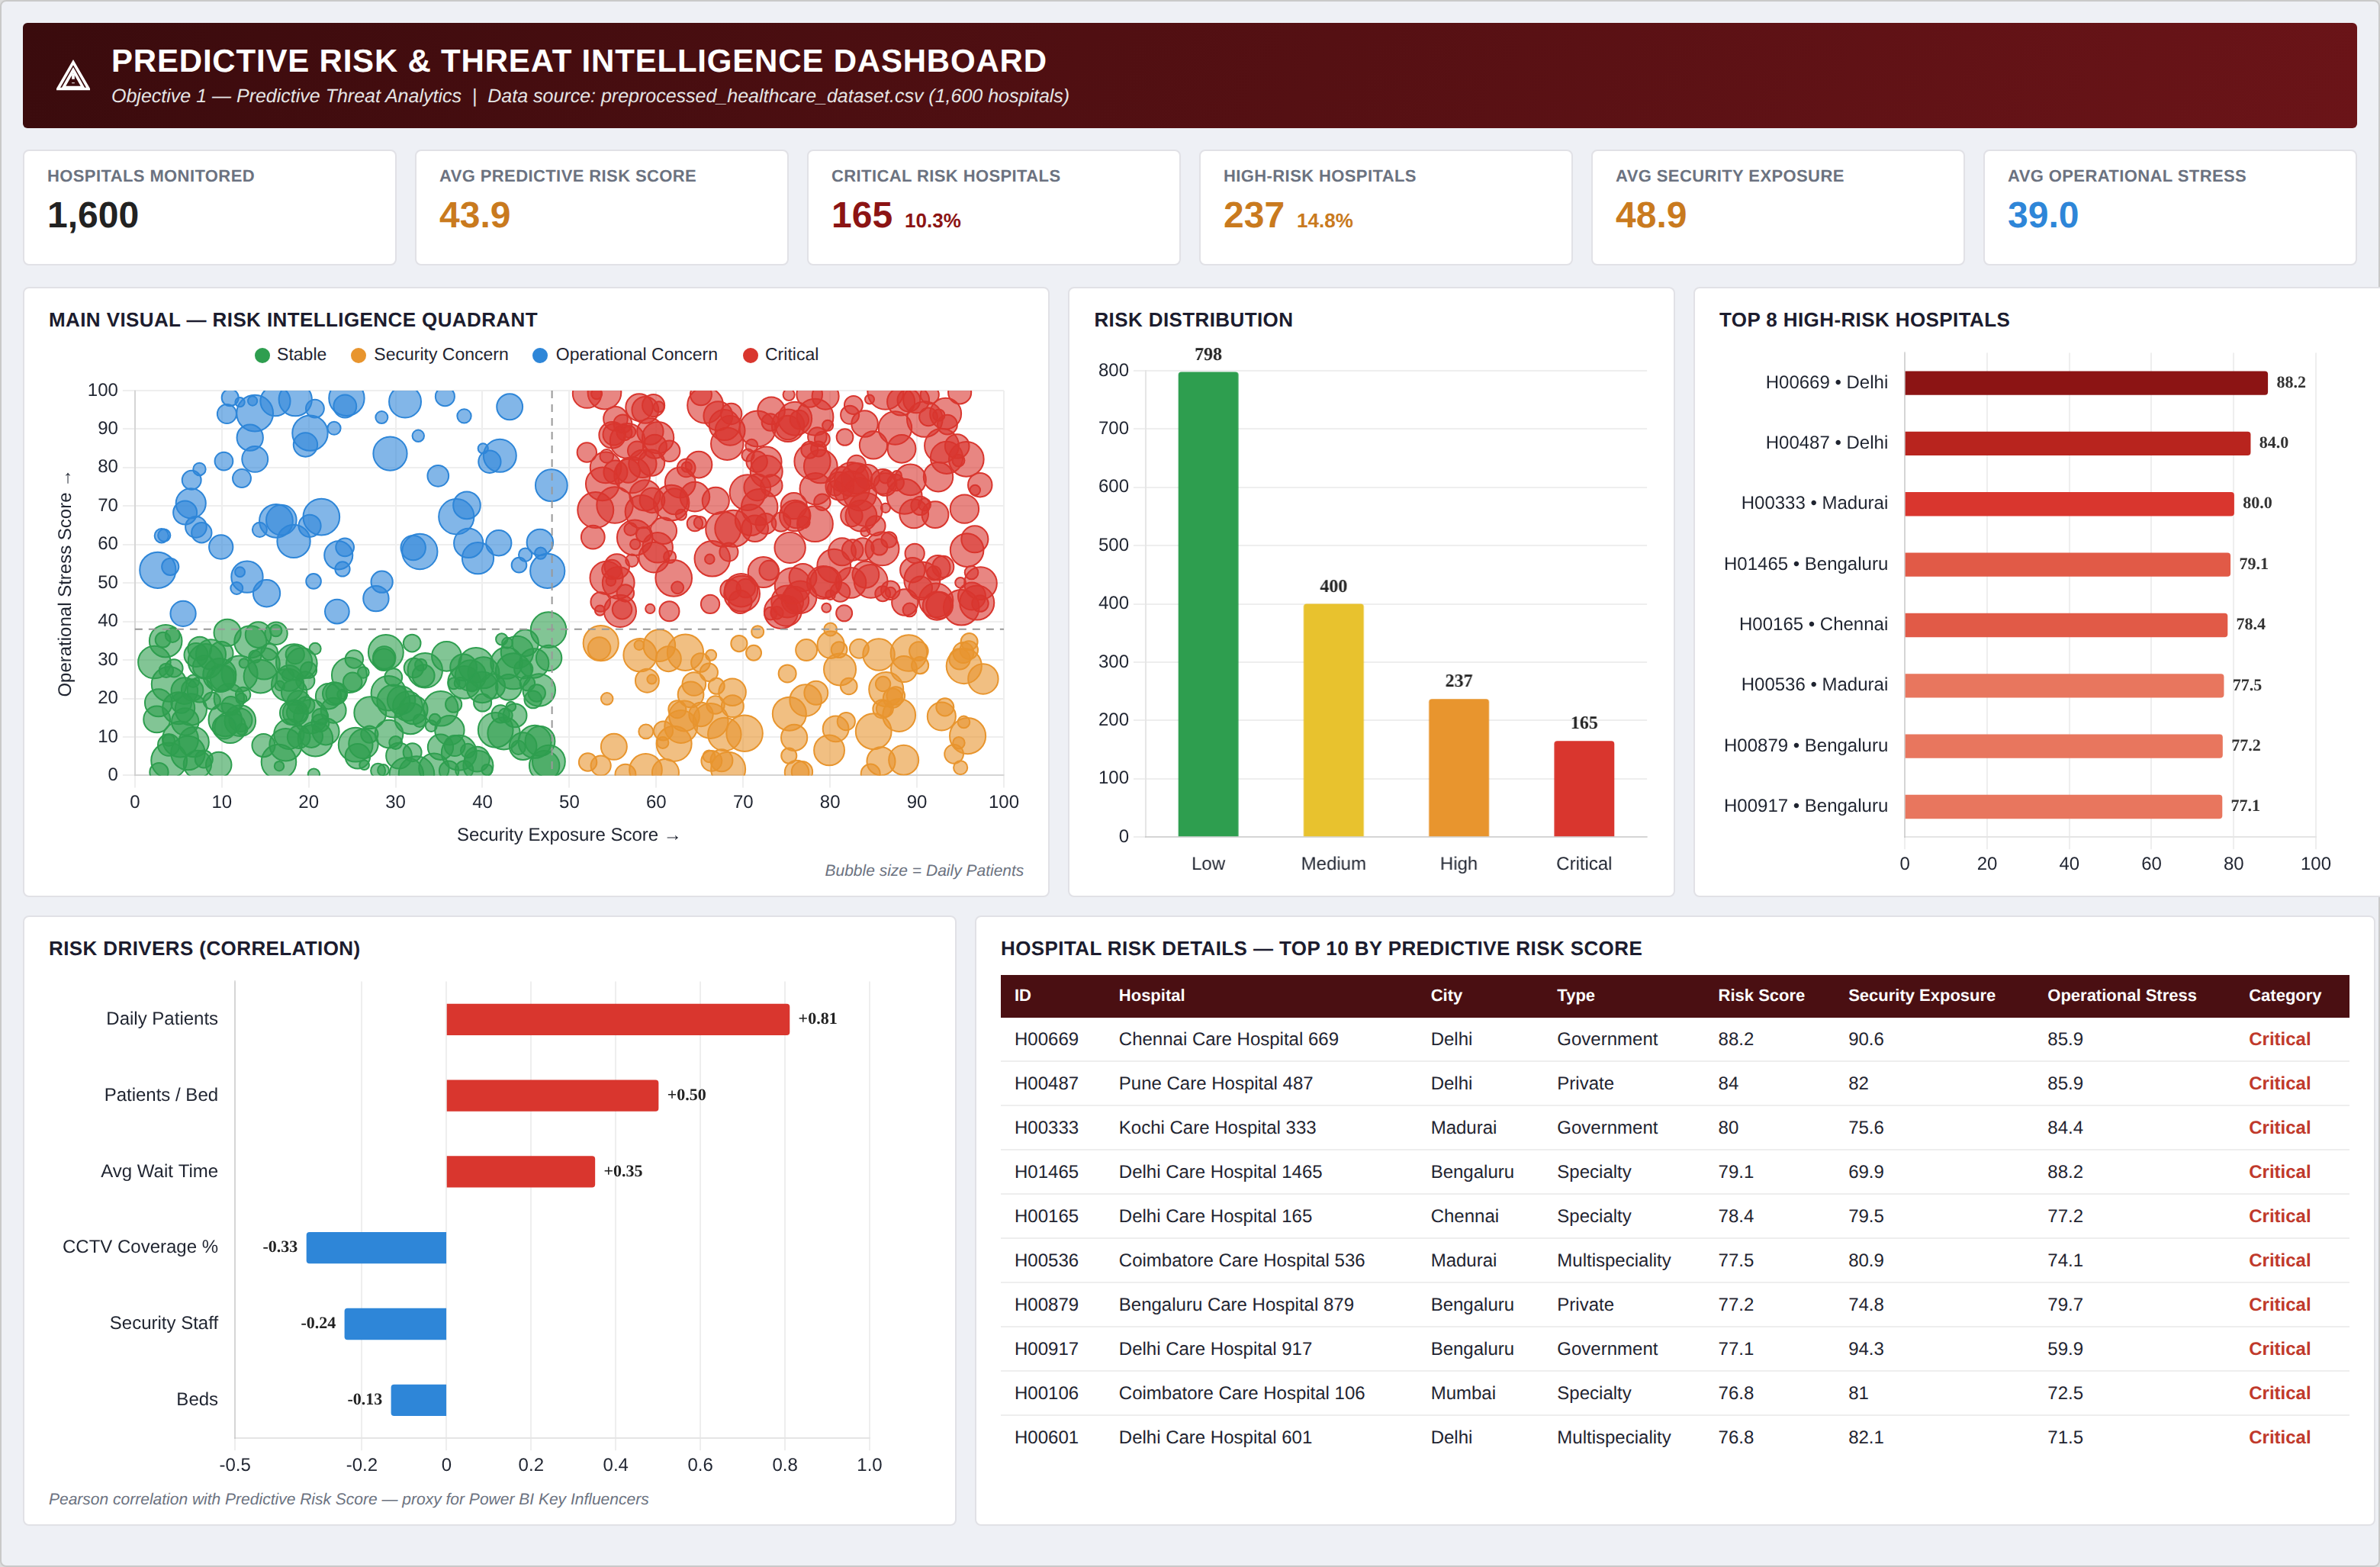 PREDICTIVE RISK & THREAT INTELLIGENCE DASHBOARD
Objective 1 — Predictive Threat Analytics | Data source: preprocessed_healthcare_dataset.csv (1,600 hospitals)
HOSPITALS MONITORED
1,600
AVG PREDICTIVE RISK SCORE
43.9
CRITICAL RISK HOSPITALS
165 10.3%
HIGH-RISK HOSPITALS
237 14.8%
AVG SECURITY EXPOSURE
48.9
AVG OPERATIONAL STRESS
39.0
MAIN VISUAL — RISK INTELLIGENCE QUADRANT
Stable Security Concern Operational Concern Critical
Operational Stress Score →
100
90
80
70
60
50
40
30
20
10
0
0 10 20 30 40 50 60 70 80 90 100
Security Exposure Score →
Bubble size = Daily Patients
RISK DISTRIBUTION
800
700
600
500
400
300
200
100
0
798
400
237
165
Low Medium High Critical
TOP 8 HIGH-RISK HOSPITALS
H00669 • Delhi 88.2
H00487 • Delhi 84.0
H00333 • Madurai 80.0
H01465 • Bengaluru 79.1
H00165 • Chennai 78.4
H00536 • Madurai 77.5
H00879 • Bengaluru 77.2
H00917 • Bengaluru 77.1
0 20 40 60 80 100
RISK DRIVERS (CORRELATION)
Daily Patients +0.81
Patients / Bed +0.50
Avg Wait Time +0.35
CCTV Coverage % -0.33
Security Staff -0.24
Beds -0.13
-0.5 -0.2 0 0.2 0.4 0.6 0.8 1.0
Pearson correlation with Predictive Risk Score — proxy for Power BI Key Influencers
HOSPITAL RISK DETAILS — TOP 10 BY PREDICTIVE RISK SCORE
ID Hospital City Type Risk Score Security Exposure Operational Stress Category
H00669 Chennai Care Hospital 669 Delhi Government 88.2 90.6 85.9 Critical
H00487 Pune Care Hospital 487 Delhi Private 84 82 85.9 Critical
H00333 Kochi Care Hospital 333 Madurai Government 80 75.6 84.4 Critical
H01465 Delhi Care Hospital 1465 Bengaluru Specialty 79.1 69.9 88.2 Critical
H00165 Delhi Care Hospital 165 Chennai Specialty 78.4 79.5 77.2 Critical
H00536 Coimbatore Care Hospital 536 Madurai Multispeciality 77.5 80.9 74.1 Critical
H00879 Bengaluru Care Hospital 879 Bengaluru Private 77.2 74.8 79.7 Critical
H00917 Delhi Care Hospital 917 Bengaluru Government 77.1 94.3 59.9 Critical
H00106 Coimbatore Care Hospital 106 Mumbai Specialty 76.8 81 72.5 Critical
H00601 Delhi Care Hospital 601 Delhi Multispeciality 76.8 82.1 71.5 Critical